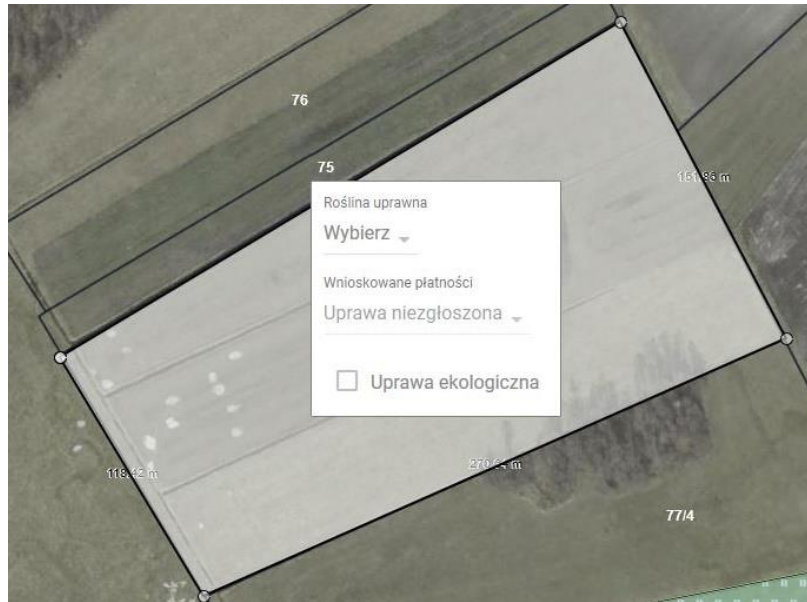 76
75
Roślina uprawna
Wybierz
Wnioskowane płatności
Uprawa niezgłoszona
Uprawa ekologiczna
77/4